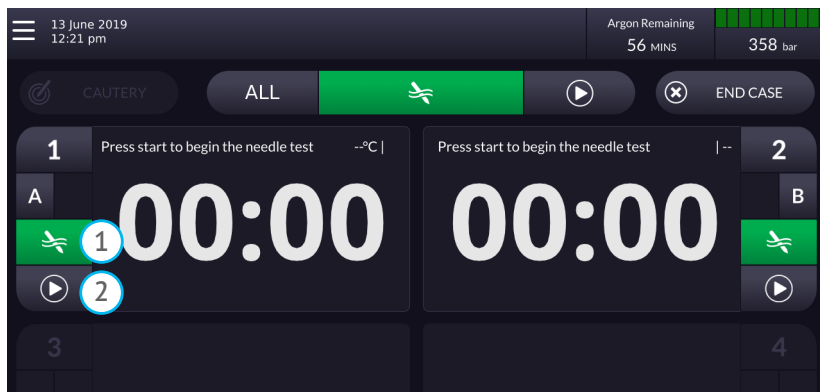 13 June 2019
12:21 pm
Argon Remaining
56 MINS
358 bar
CAUTERY
ALL
END CASE
1
Press start to begin the needle test --°C |
Press start to begin the needle test | --
2
A
00:00
00:00
B
1
2
3
4